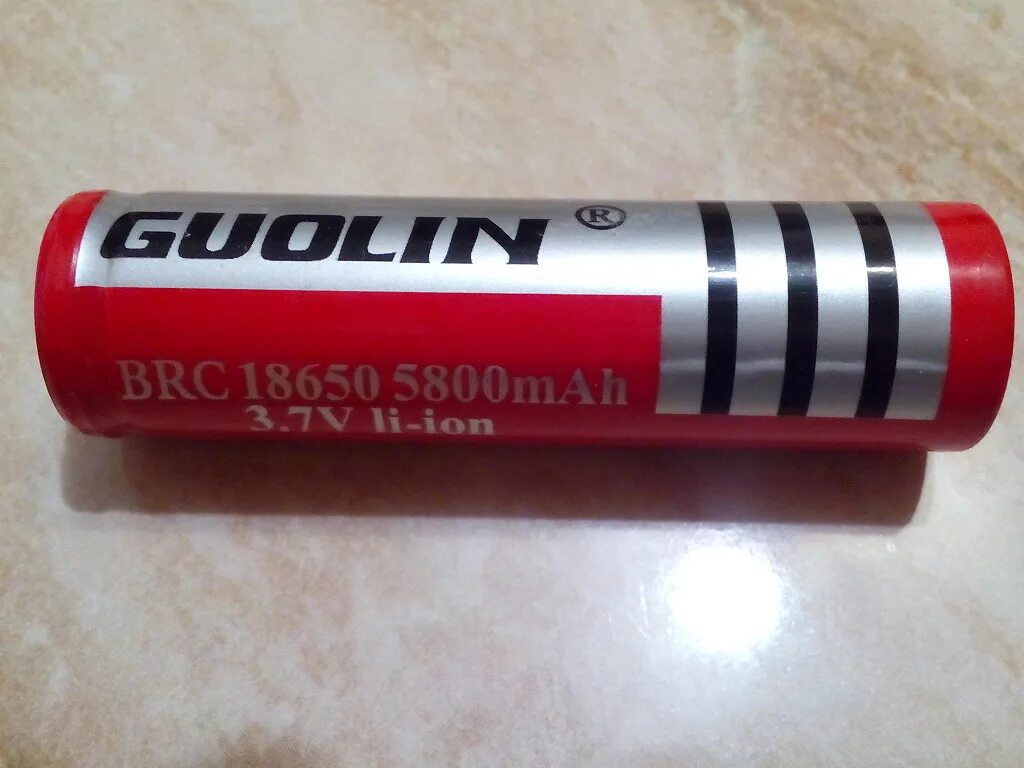 GUOLIN ®
BRC 18650 5800mAh
3.7V li-ion